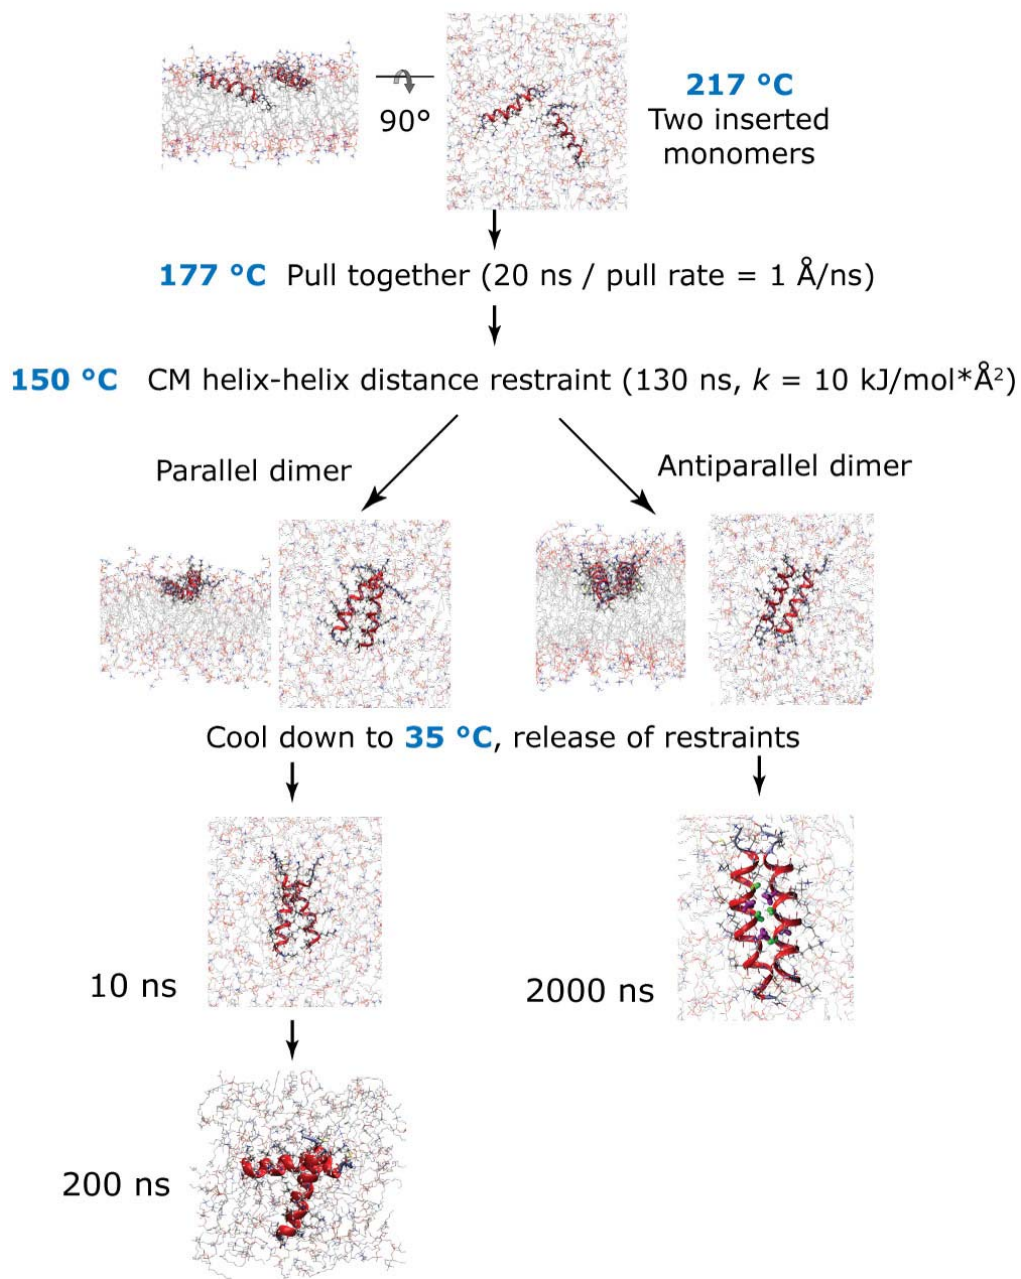 217 °C
90°
Two inserted
monomers
177 °C Pull together (20 ns / pull rate = 1 Å/ns)
150 °C CM helix-helix distance restraint (130 ns, k = 10 kJ/mol*Å²)
Parallel dimer
Antiparallel dimer
Cool down to 35 °C, release of restraints
10 ns
2000 ns
200 ns